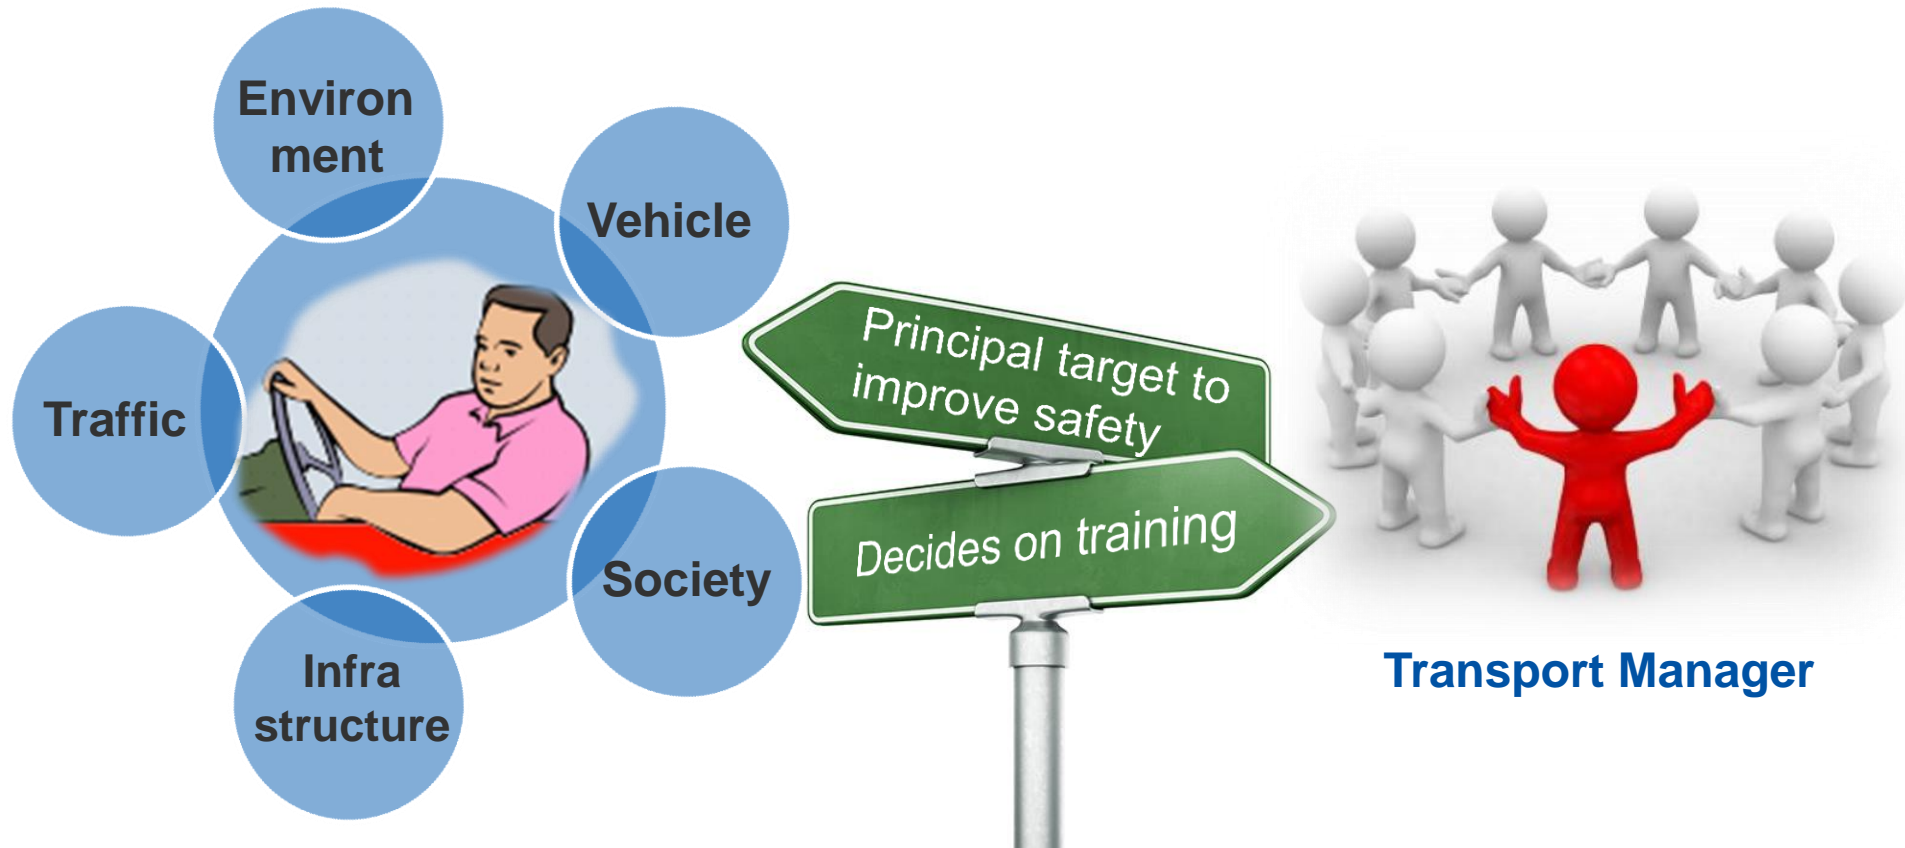 Environ
ment
Vehicle
Traffic
Society
Infra
structure
Principal target to
improve safety
Decides on training
Transport Manager